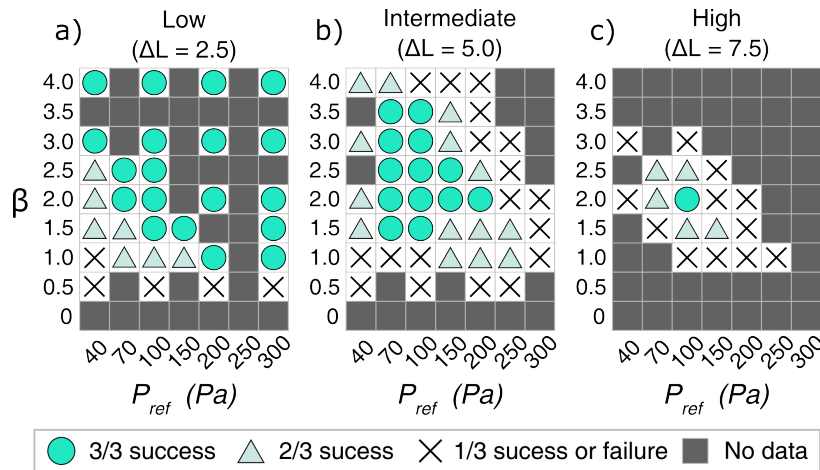 a) Low
(ΔL = 2.5)
b) Intermediate
(ΔL = 5.0)
c) High
(ΔL = 7.5)
β
4.0
3.5
3.0
2.5
2.0
1.5
1.0
0.5
0
40 70 100 150 200 250 300
P_ref (Pa)
4.0
3.5
3.0
2.5
2.0
1.5
1.0
0.5
0
40 70 100 150 200 250 300
P_ref (Pa)
4.0
3.5
3.0
2.5
2.0
1.5
1.0
0.5
0
40 70 100 150 200 250 300
P_ref (Pa)
3/3 success 2/3 sucess 1/3 sucess or failure No data